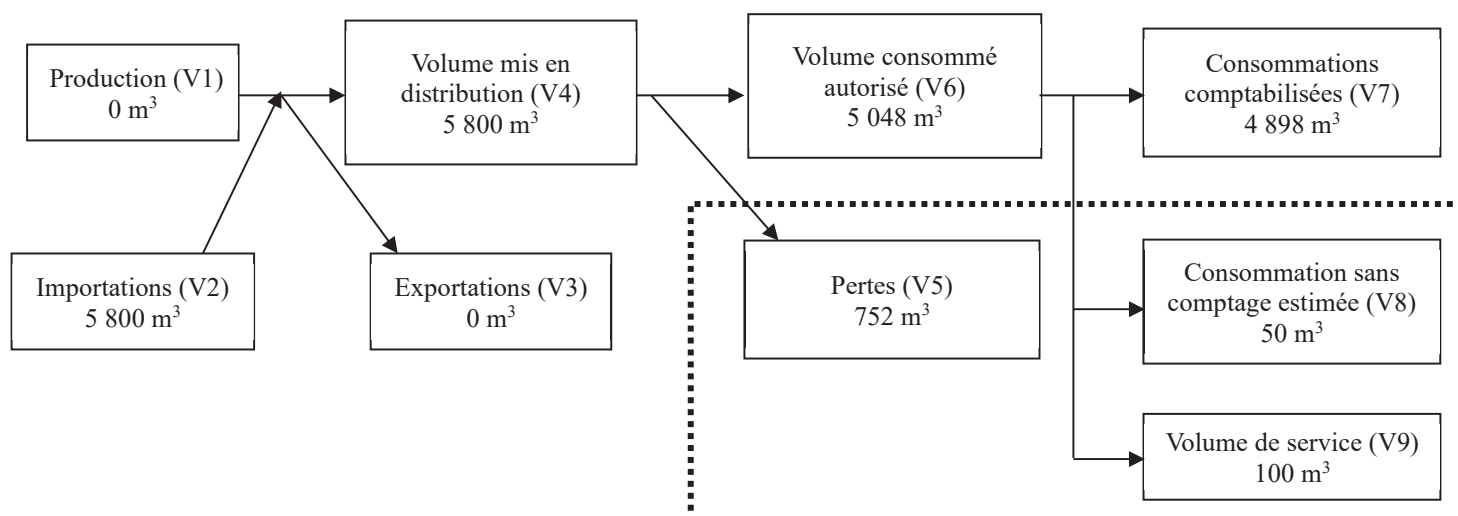 Production (V1)
0 m³
Volume mis en
distribution (V4)
5 800 m³
Volume consommé
autorisé (V6)
5 048 m³
Consommations
comptabilisées (V7)
4 898 m³
Importations (V2)
5 800 m³
Exportations (V3)
0 m³
Pertes (V5)
752 m³
Consommation sans
comptage estimée (V8)
50 m³
Volume de service (V9)
100 m³